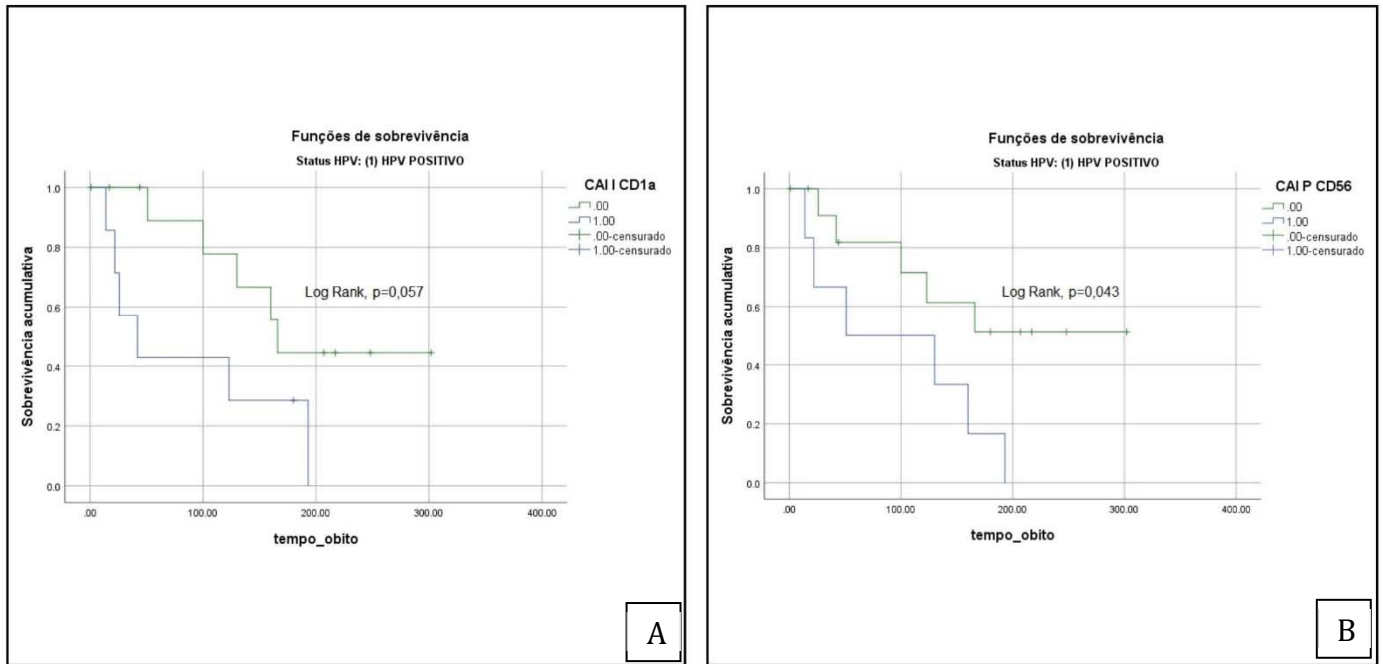 Funções de sobrevivência
Status HPV: (1) HPV POSITIVO
CAI I CD1a
.00
1.00
.00-censurado
1.00-censurado
Sobrevivência acumulativa
1.0
0.8
0.6
0.4
0.2
0.0
Log Rank, p=0,057
.00 100.00 200.00 300.00 400.00
tempo_obito
A
Funções de sobrevivência
Status HPV: (1) HPV POSITIVO
CAI P CD56
.00
1.00
.00-censurado
1.00-censurado
Sobrevivência acumulativa
1.0
0.8
0.6
0.4
0.2
0.0
Log Rank, p=0,043
.00 100.00 200.00 300.00 400.00
tempo_obito
B